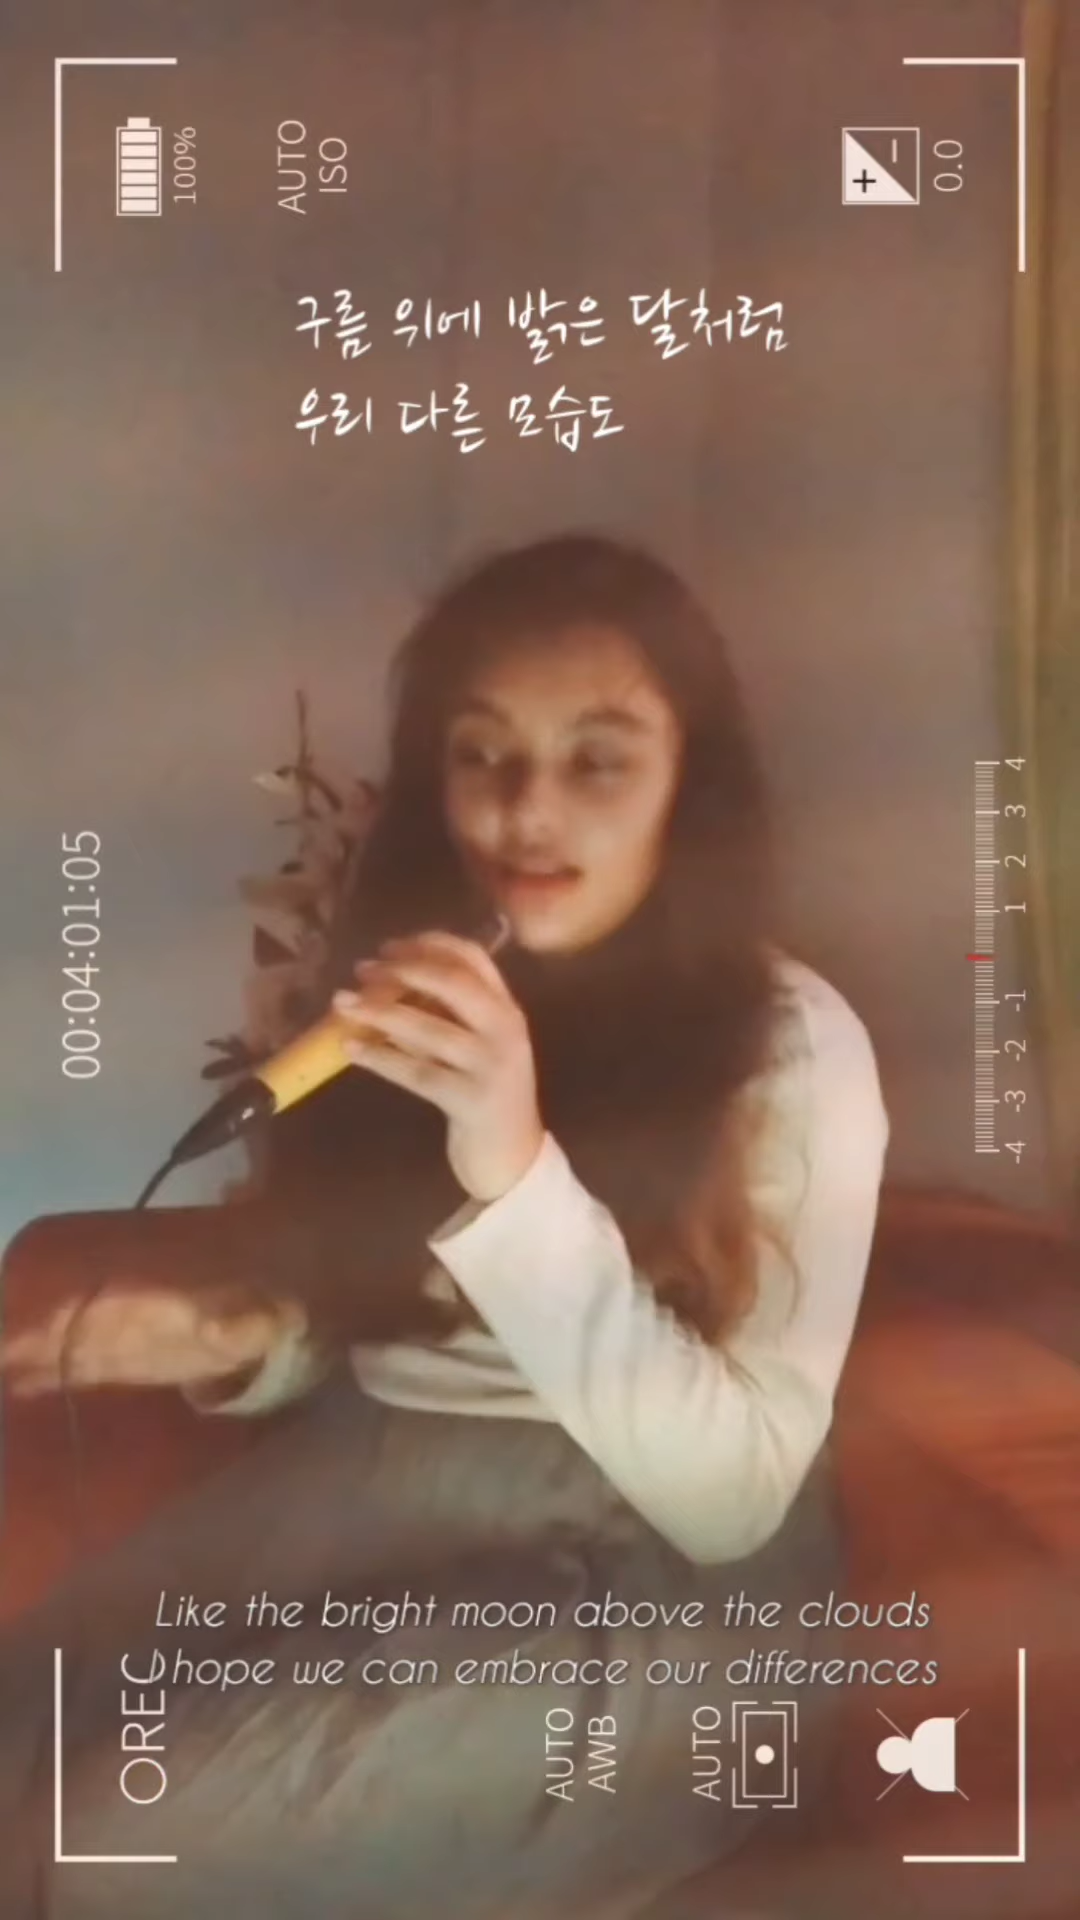 100%
AUTO
ISO
0.0
구름 위에 밝은 달처럼
우리 다른 모습도
00:04:01:05
4
3
2
1
-1
-2
-3
-4
Like the bright moon above the clouds
I hope we can embrace our differences
REC
AUTO
AWB
AUTO